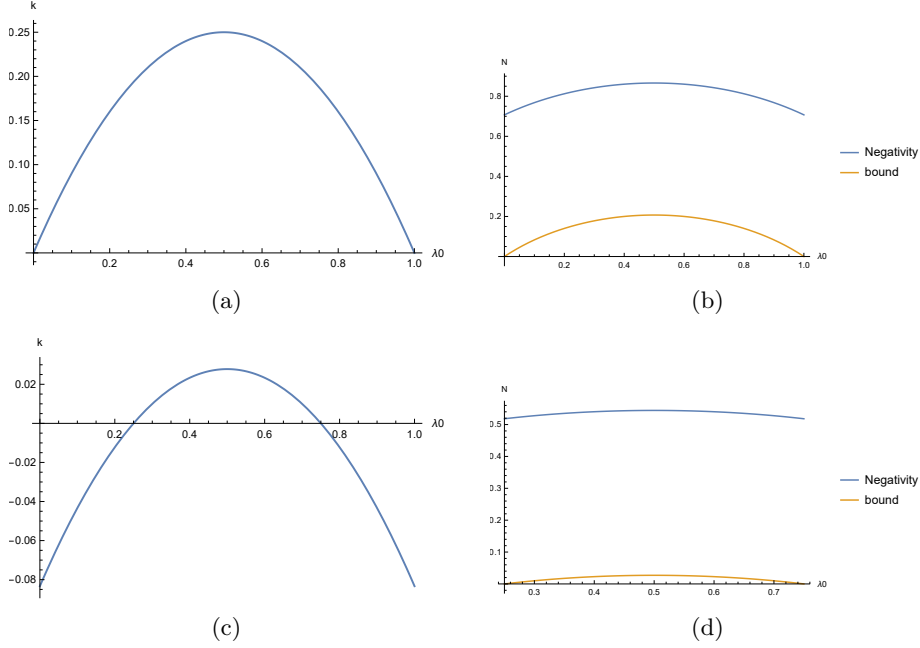 k
0.25
0.20
0.15
0.10
0.05
0.2 0.4 0.6 0.8 1.0 λ0
(a)
N
0.8
0.6
0.4
0.2
0.2 0.4 0.6 0.8 1.0 λ0
Negativity
bound
(b)
k
0.02
0.2 0.4 0.6 0.8 1.0 λ0
−0.02
−0.04
−0.06
−0.08
(c)
N
0.5
0.4
0.3
0.2
0.1
0.3 0.4 0.5 0.6 0.7 λ0
Negativity
bound
(d)